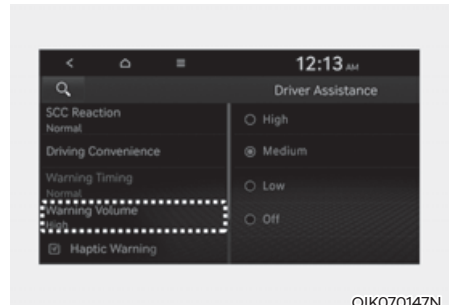 12:13 AM
Driver Assistance
SCC Reaction
Normal
Driving Convenience
Warning Timing
Normal
Warning Volume
High
Haptic Warning
High
Medium
Low
Off
OIK070147N